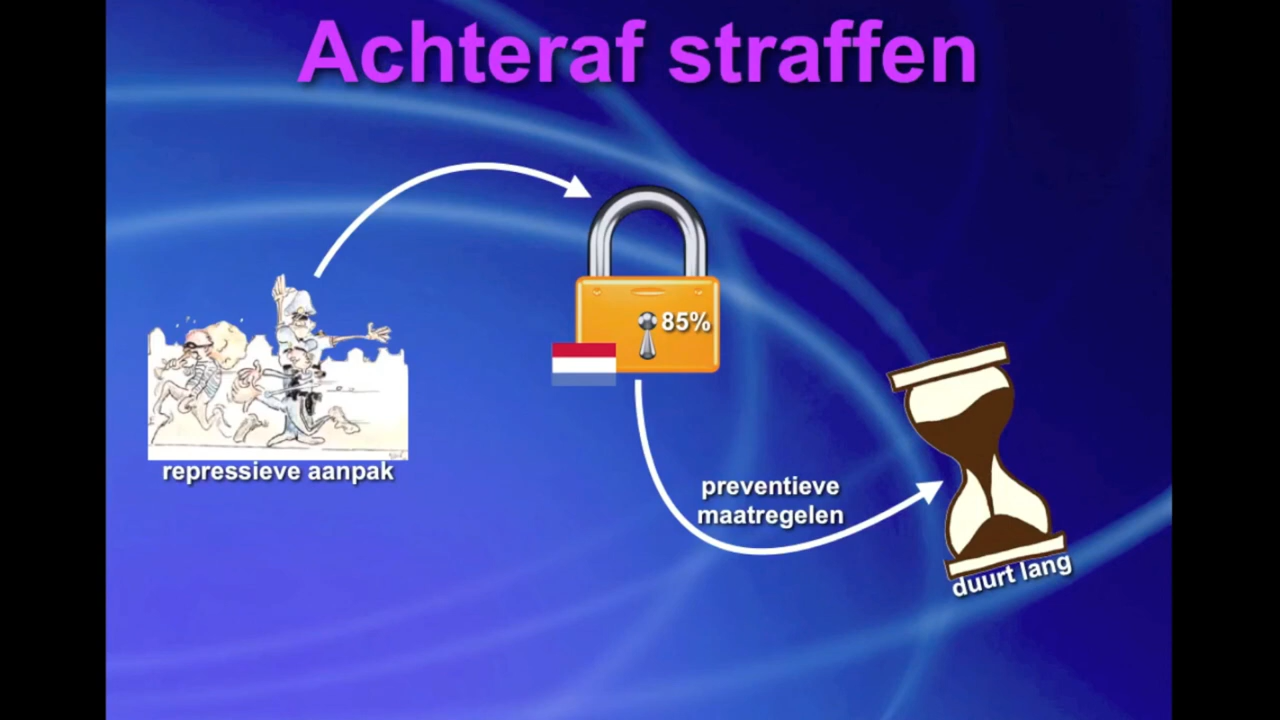 Achteraf straffen
85%
repressieve aanpak
preventieve
maatregelen
duurt lang